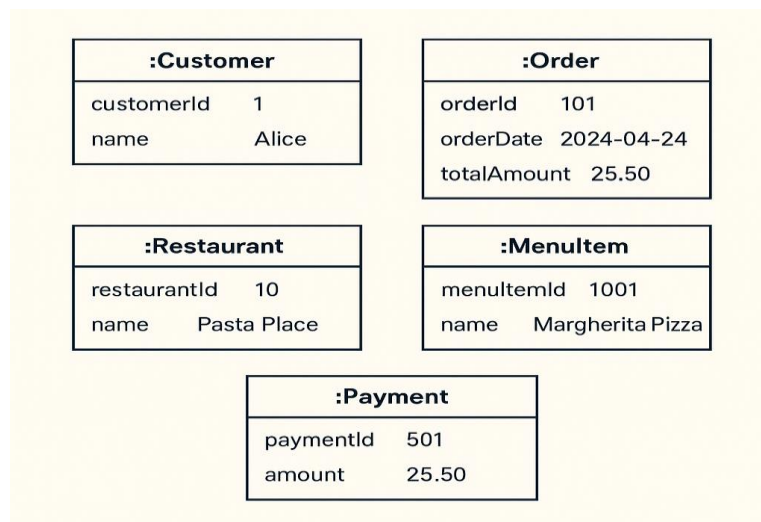 :Customer
customerId 1
name Alice
:Order
orderId 101
orderDate 2024-04-24
totalAmount 25.50
:Restaurant
restaurantId 10
name Pasta Place
:MenuItem
menuItemId 1001
name Margherita Pizza
:Payment
paymentId 501
amount 25.50